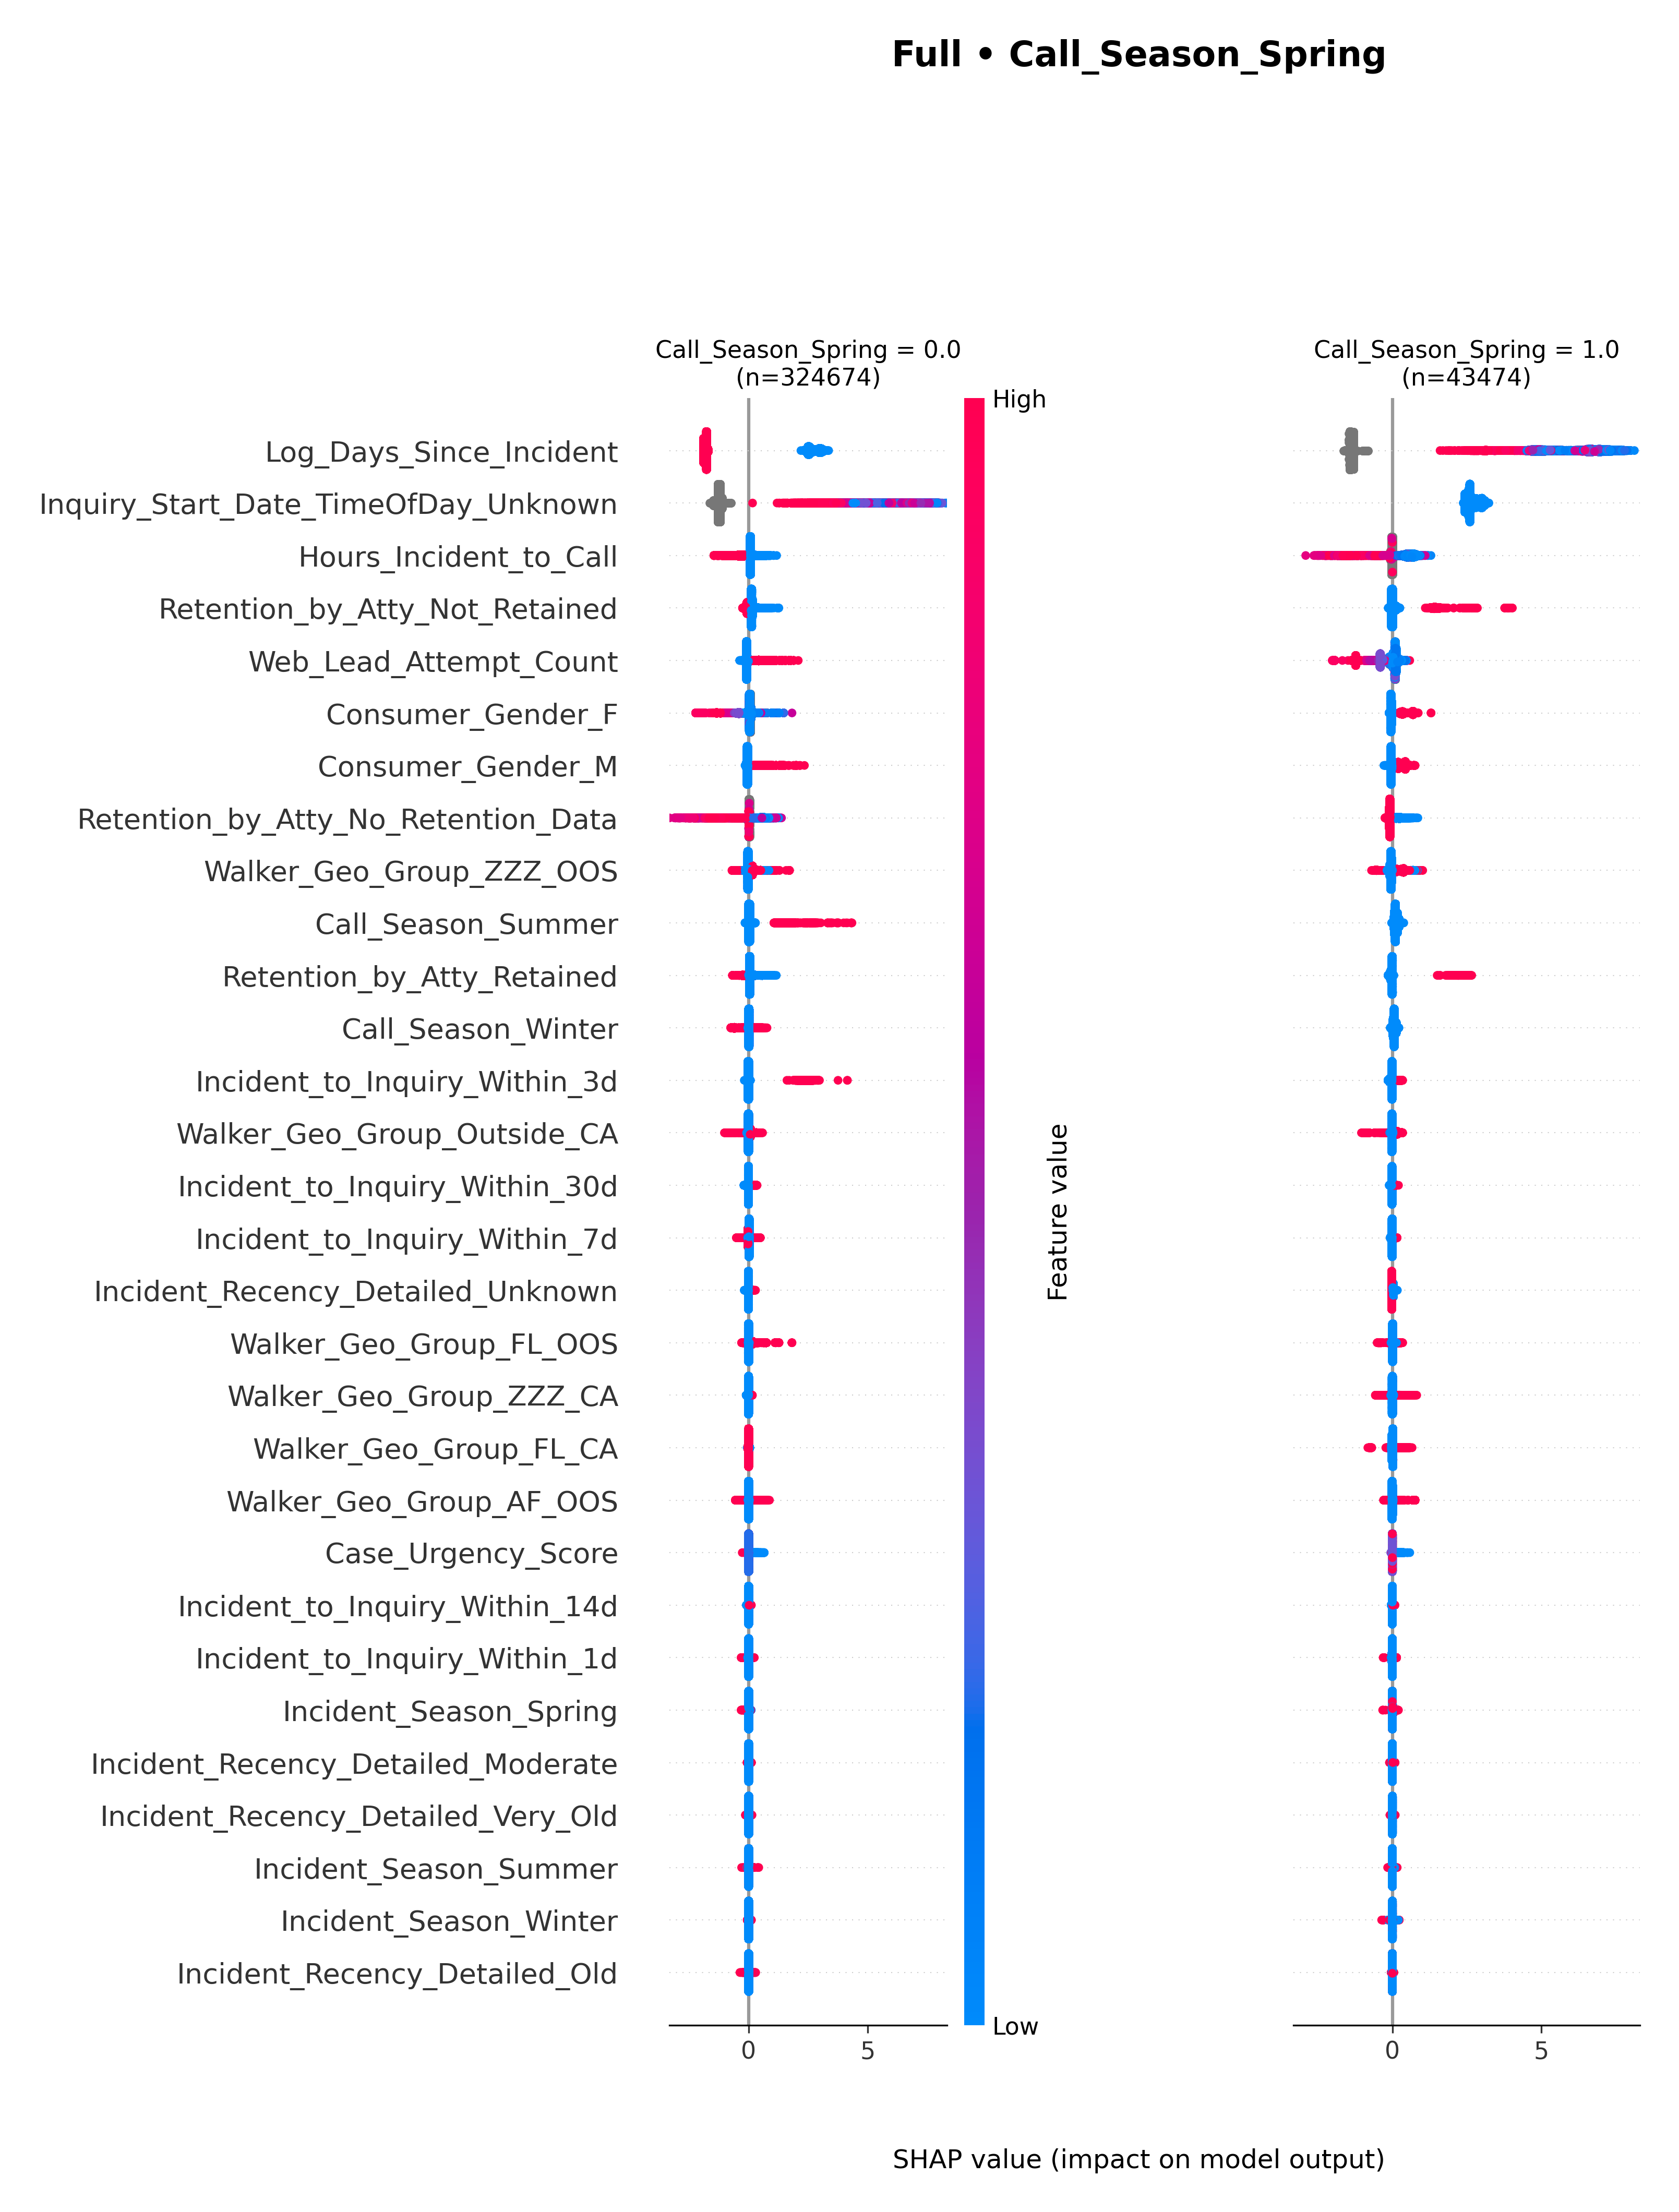 Full • Call_Season_Spring
Call_Season_Spring = 0.0
(n=324674)
Call_Season_Spring = 1.0
(n=43474)
High
Log_Days_Since_Incident
Inquiry_Start_Date_TimeOfDay_Unknown
Hours_Incident_to_Call
Retention_by_Atty_Not_Retained
Web_Lead_Attempt_Count
Consumer_Gender_F
Consumer_Gender_M
Retention_by_Atty_No_Retention_Data
Walker_Geo_Group_ZZZ_OOS
Call_Season_Summer
Retention_by_Atty_Retained
Call_Season_Winter
Incident_to_Inquiry_Within_3d
Walker_Geo_Group_Outside_CA
Incident_to_Inquiry_Within_30d
Incident_to_Inquiry_Within_7d
Incident_Recency_Detailed_Unknown
Walker_Geo_Group_FL_OOS
Walker_Geo_Group_ZZZ_CA
Walker_Geo_Group_FL_CA
Walker_Geo_Group_AF_OOS
Case_Urgency_Score
Incident_to_Inquiry_Within_14d
Incident_to_Inquiry_Within_1d
Incident_Season_Spring
Incident_Recency_Detailed_Moderate
Incident_Recency_Detailed_Very_Old
Incident_Season_Summer
Incident_Season_Winter
Incident_Recency_Detailed_Old
Feature value
Low
0 5
0 5
SHAP value (impact on model output)